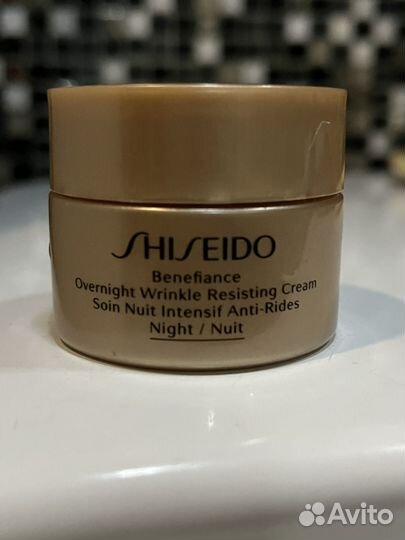 SHISEIDO
Benefiance
Overnight Wrinkle Resisting Cream
Soin Nuit Intensif Anti-Rides
Night / Nuit
Avito